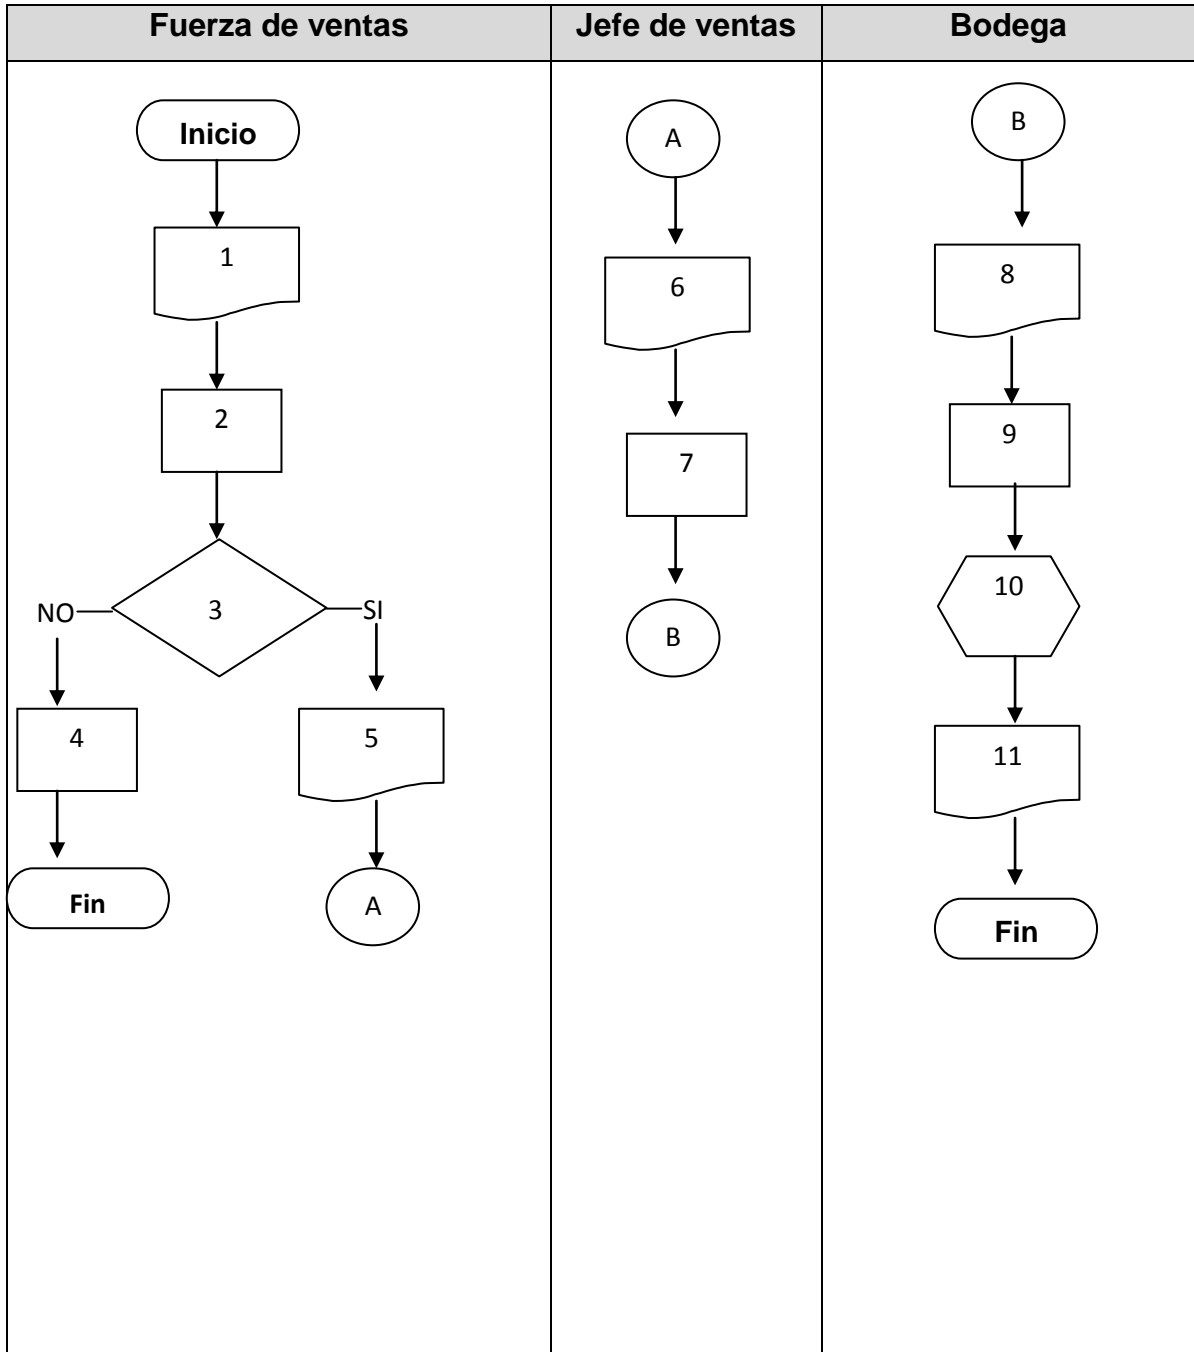 Fuerza de ventas
Jefe de ventas
Bodega
Inicio
1
2
3
NO
SI
4
5
Fin
A
A
6
7
B
B
8
9
10
11
Fin